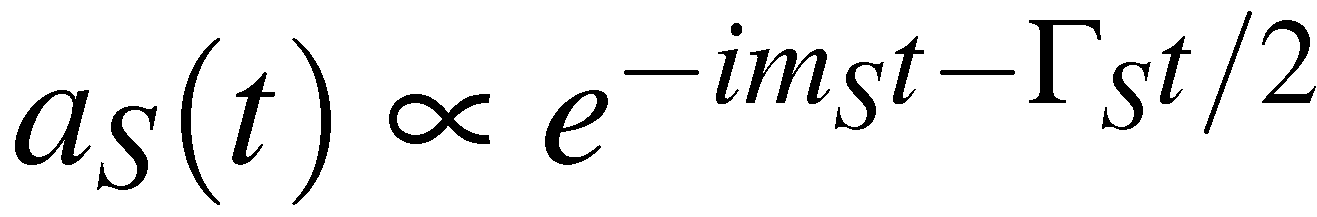 a_S(t) ∝ e^{−im_S t−Γ_S t/2}